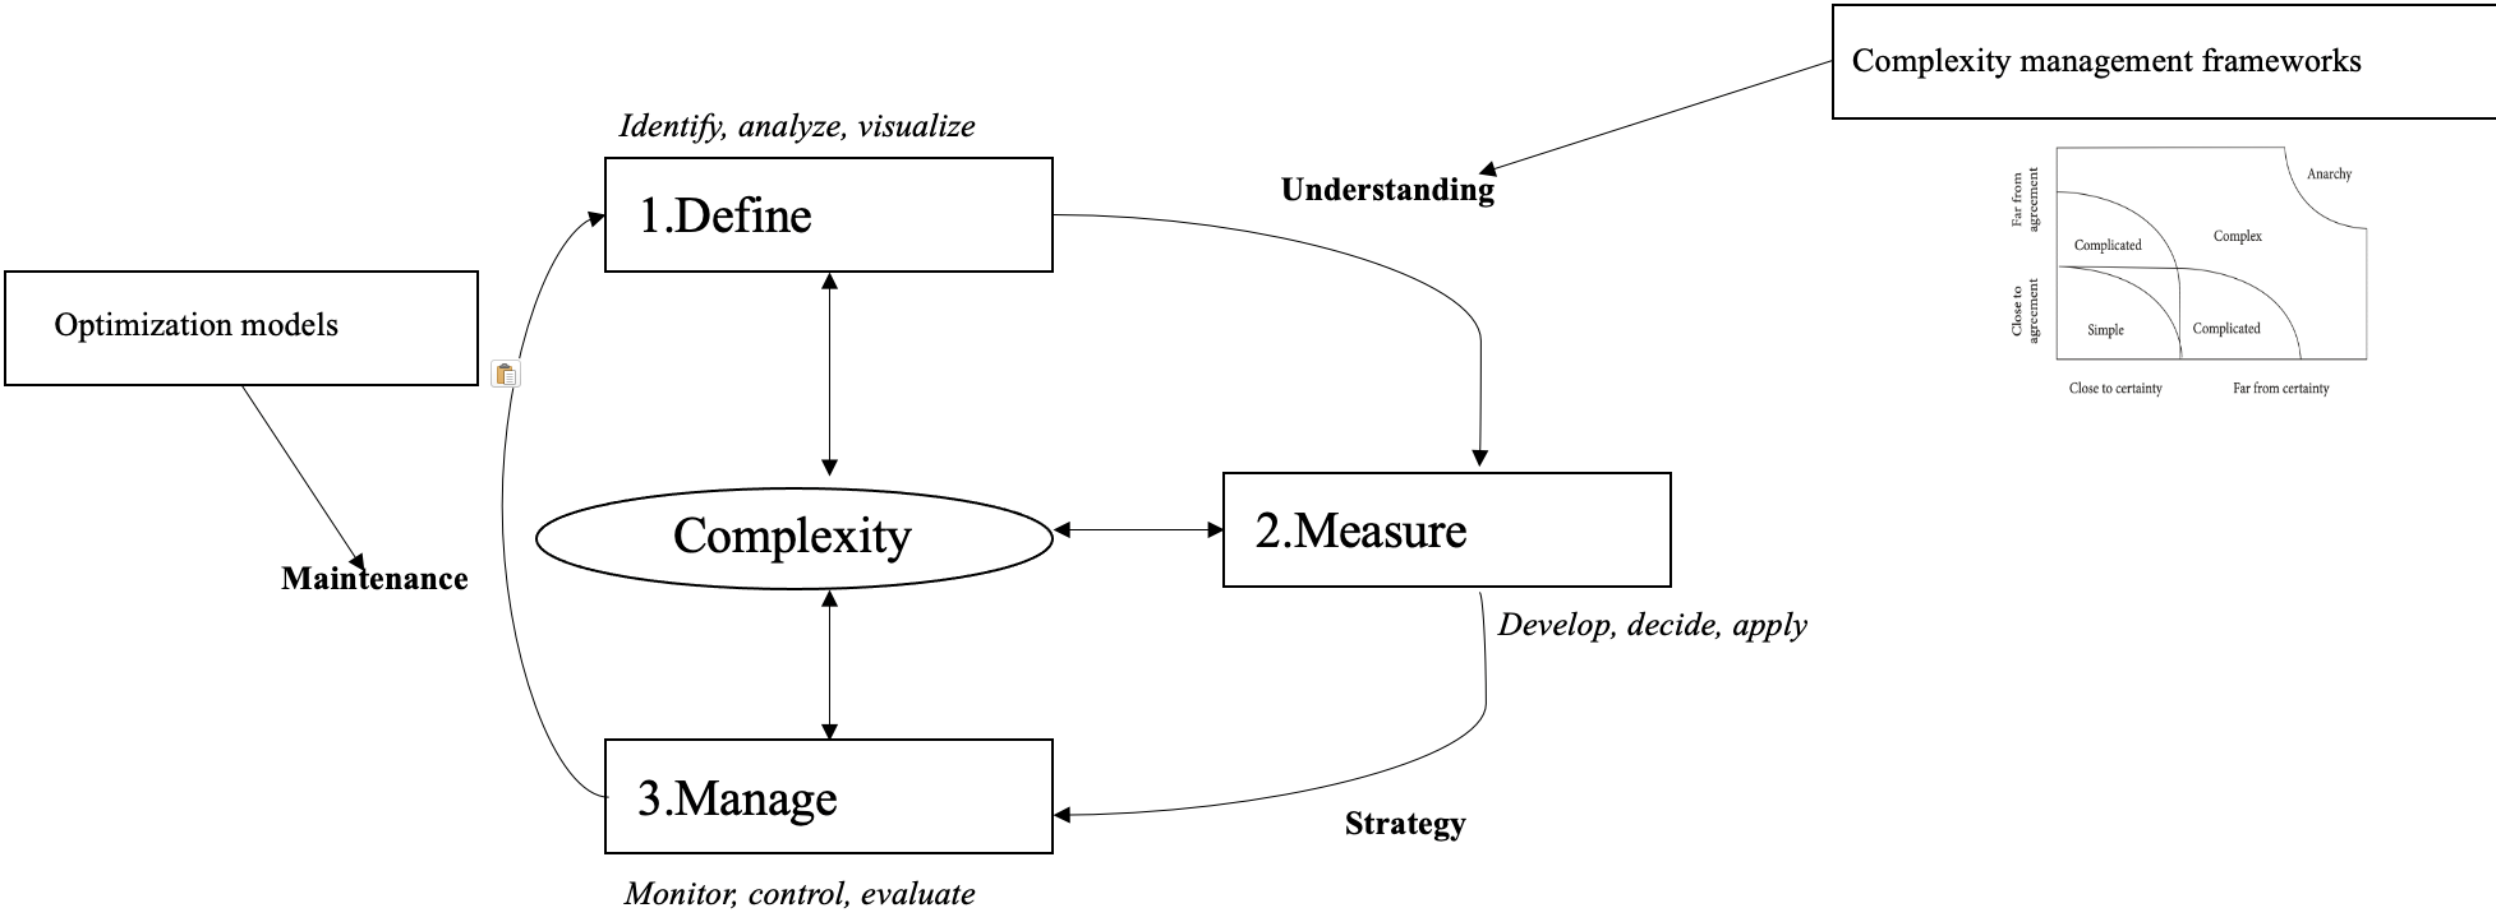 Complexity management frameworks
Identify, analyze, visualize
1.Define
Understanding
Far from
agreement
Anarchy
Complex
Complicated
Close to
agreement
Simple
Complicated
Close to certainty
Far from certainty
Optimization models
Complexity
2.Measure
Maintenance
Develop, decide, apply
3.Manage
Strategy
Monitor, control, evaluate